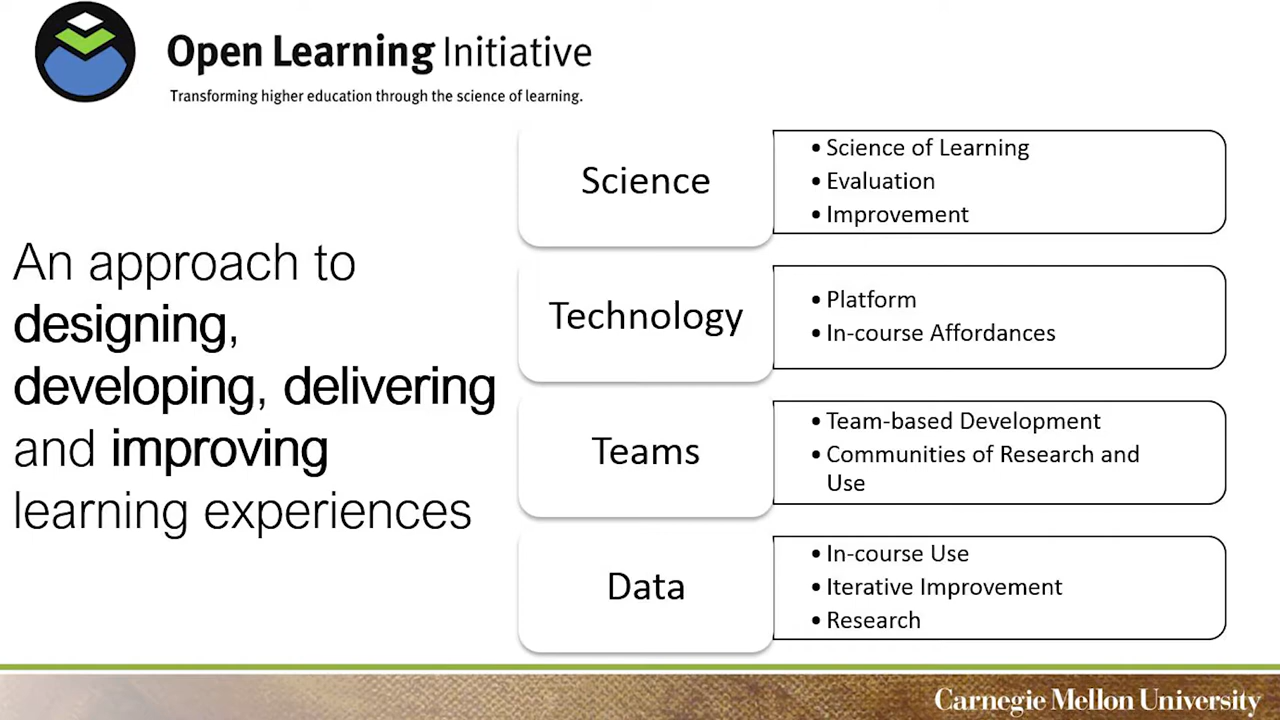 Open Learning Initiative
Transforming higher education through the science of learning.
An approach to
designing,
developing, delivering
and improving
learning experiences
Science
• Science of Learning
• Evaluation
• Improvement
Technology
• Platform
• In-course Affordances
Teams
• Team-based Development
• Communities of Research and
Use
Data
• In-course Use
• Iterative Improvement
• Research
Carnegie Mellon University